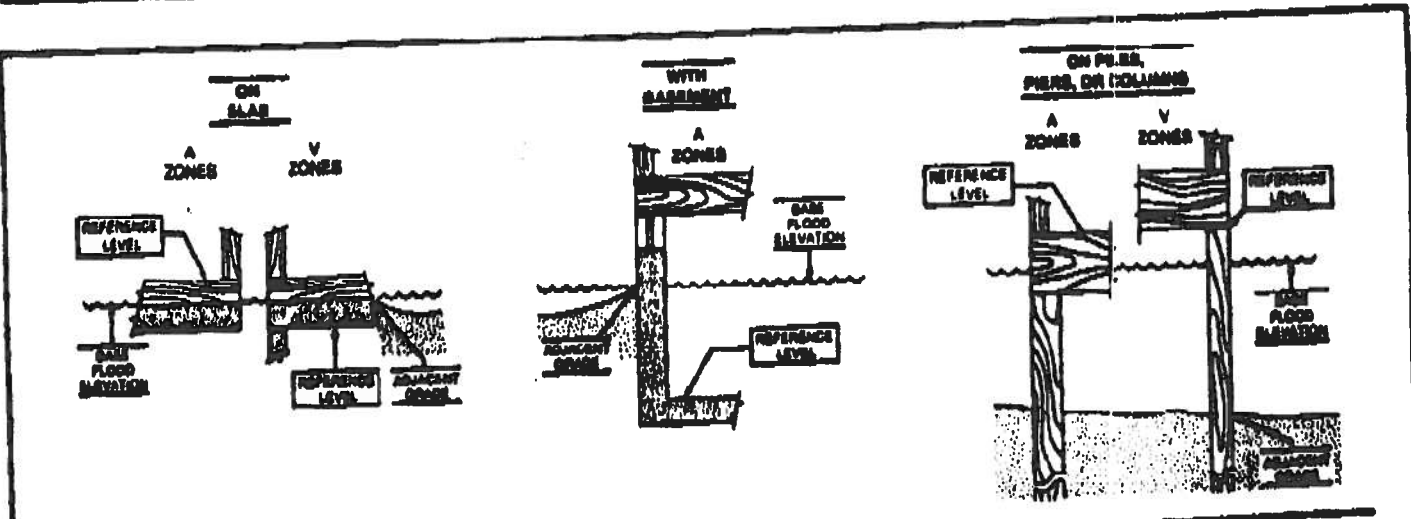 ON
SLAB
A
ZONES
V
ZONES
REFERENCE
LEVEL
BASE
FLOOD
ELEVATION
REFERENCE
LEVEL
ADJACENT
GRADE
WITH
BASEMENT
A
ZONES
BASE
FLOOD
ELEVATION
ADJACENT
GRADE
REFERENCE
LEVEL
ON PILES,
PIERS, OR COLUMNS
A
ZONES
V
ZONES
REFERENCE
LEVEL
REFERENCE
LEVEL
BASE
FLOOD
ELEVATION
ADJACENT
GRADE